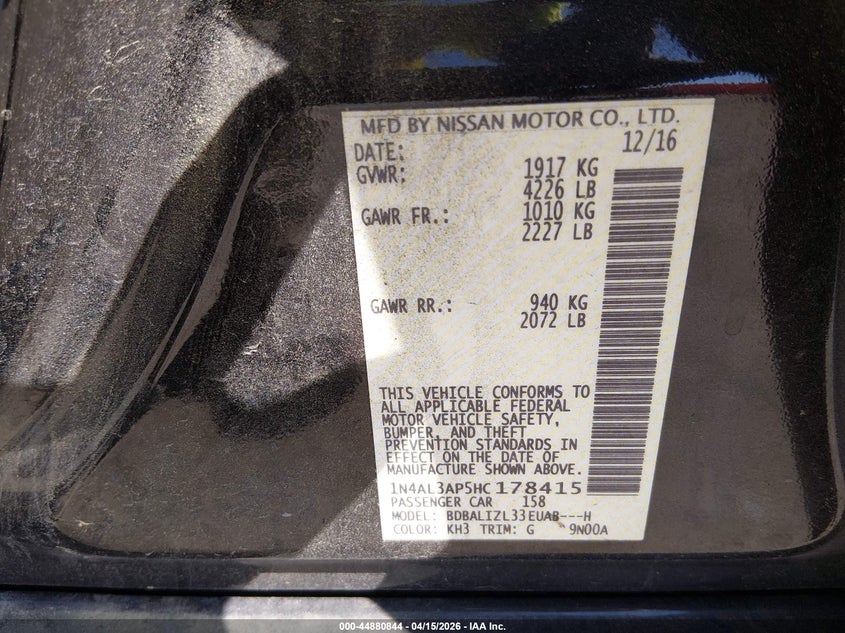 MFD BY NISSAN MOTOR CO., LTD.
DATE: 12/16
GVWR: 1917 KG
4226 LB
GAWR FR.: 1010 KG
2227 LB
GAWR RR.: 940 KG
2072 LB
THIS VEHICLE CONFORMS TO
ALL APPLICABLE FEDERAL
MOTOR VEHICLE SAFETY,
BUMPER, AND THEFT
PREVENTION STANDARDS IN
EFFECT ON THE DATE OF
MANUFACTURE SHOWN ABOVE.
1N4AL3AP5HC178415
PASSENGER CAR 158
MODEL: BDBALIZL33EUAB---H
COLOR: KH3 TRIM: G 9N00A
000-44880844 | 04/15/2026 - IAA Inc.